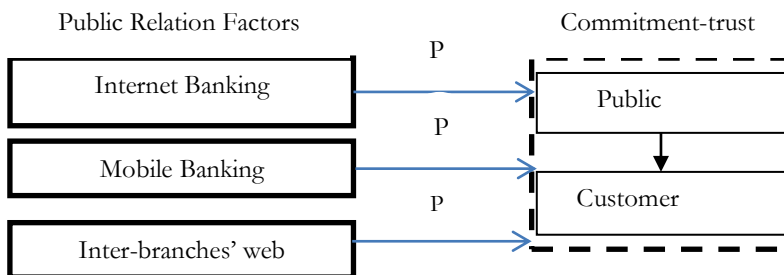 Public Relation Factors
Commitment-trust
P
Internet Banking
Public
P
Mobile Banking
Customer
P
Inter-branches' web